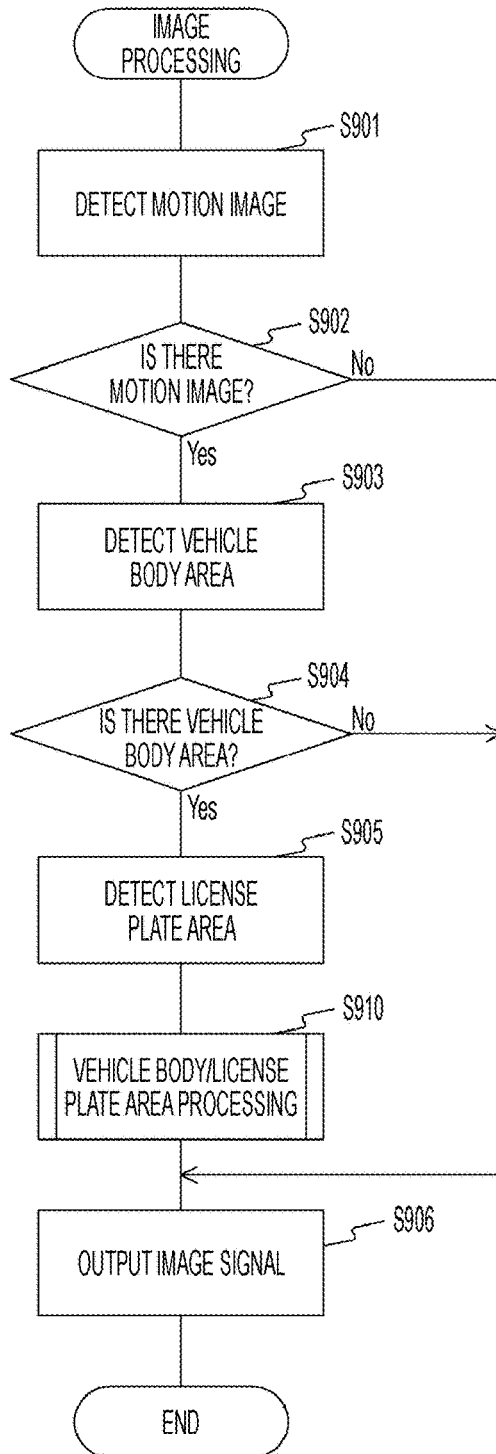 IMAGE
PROCESSING
S901
DETECT MOTION IMAGE
S902
IS THERE
MOTION IMAGE?
No
Yes
S903
DETECT VEHICLE
BODY AREA
S904
IS THERE VEHICLE
BODY AREA?
No
Yes
S905
DETECT LICENSE
PLATE AREA
S910
VEHICLE BODY/LICENSE
PLATE AREA PROCESSING
S906
OUTPUT IMAGE SIGNAL
END